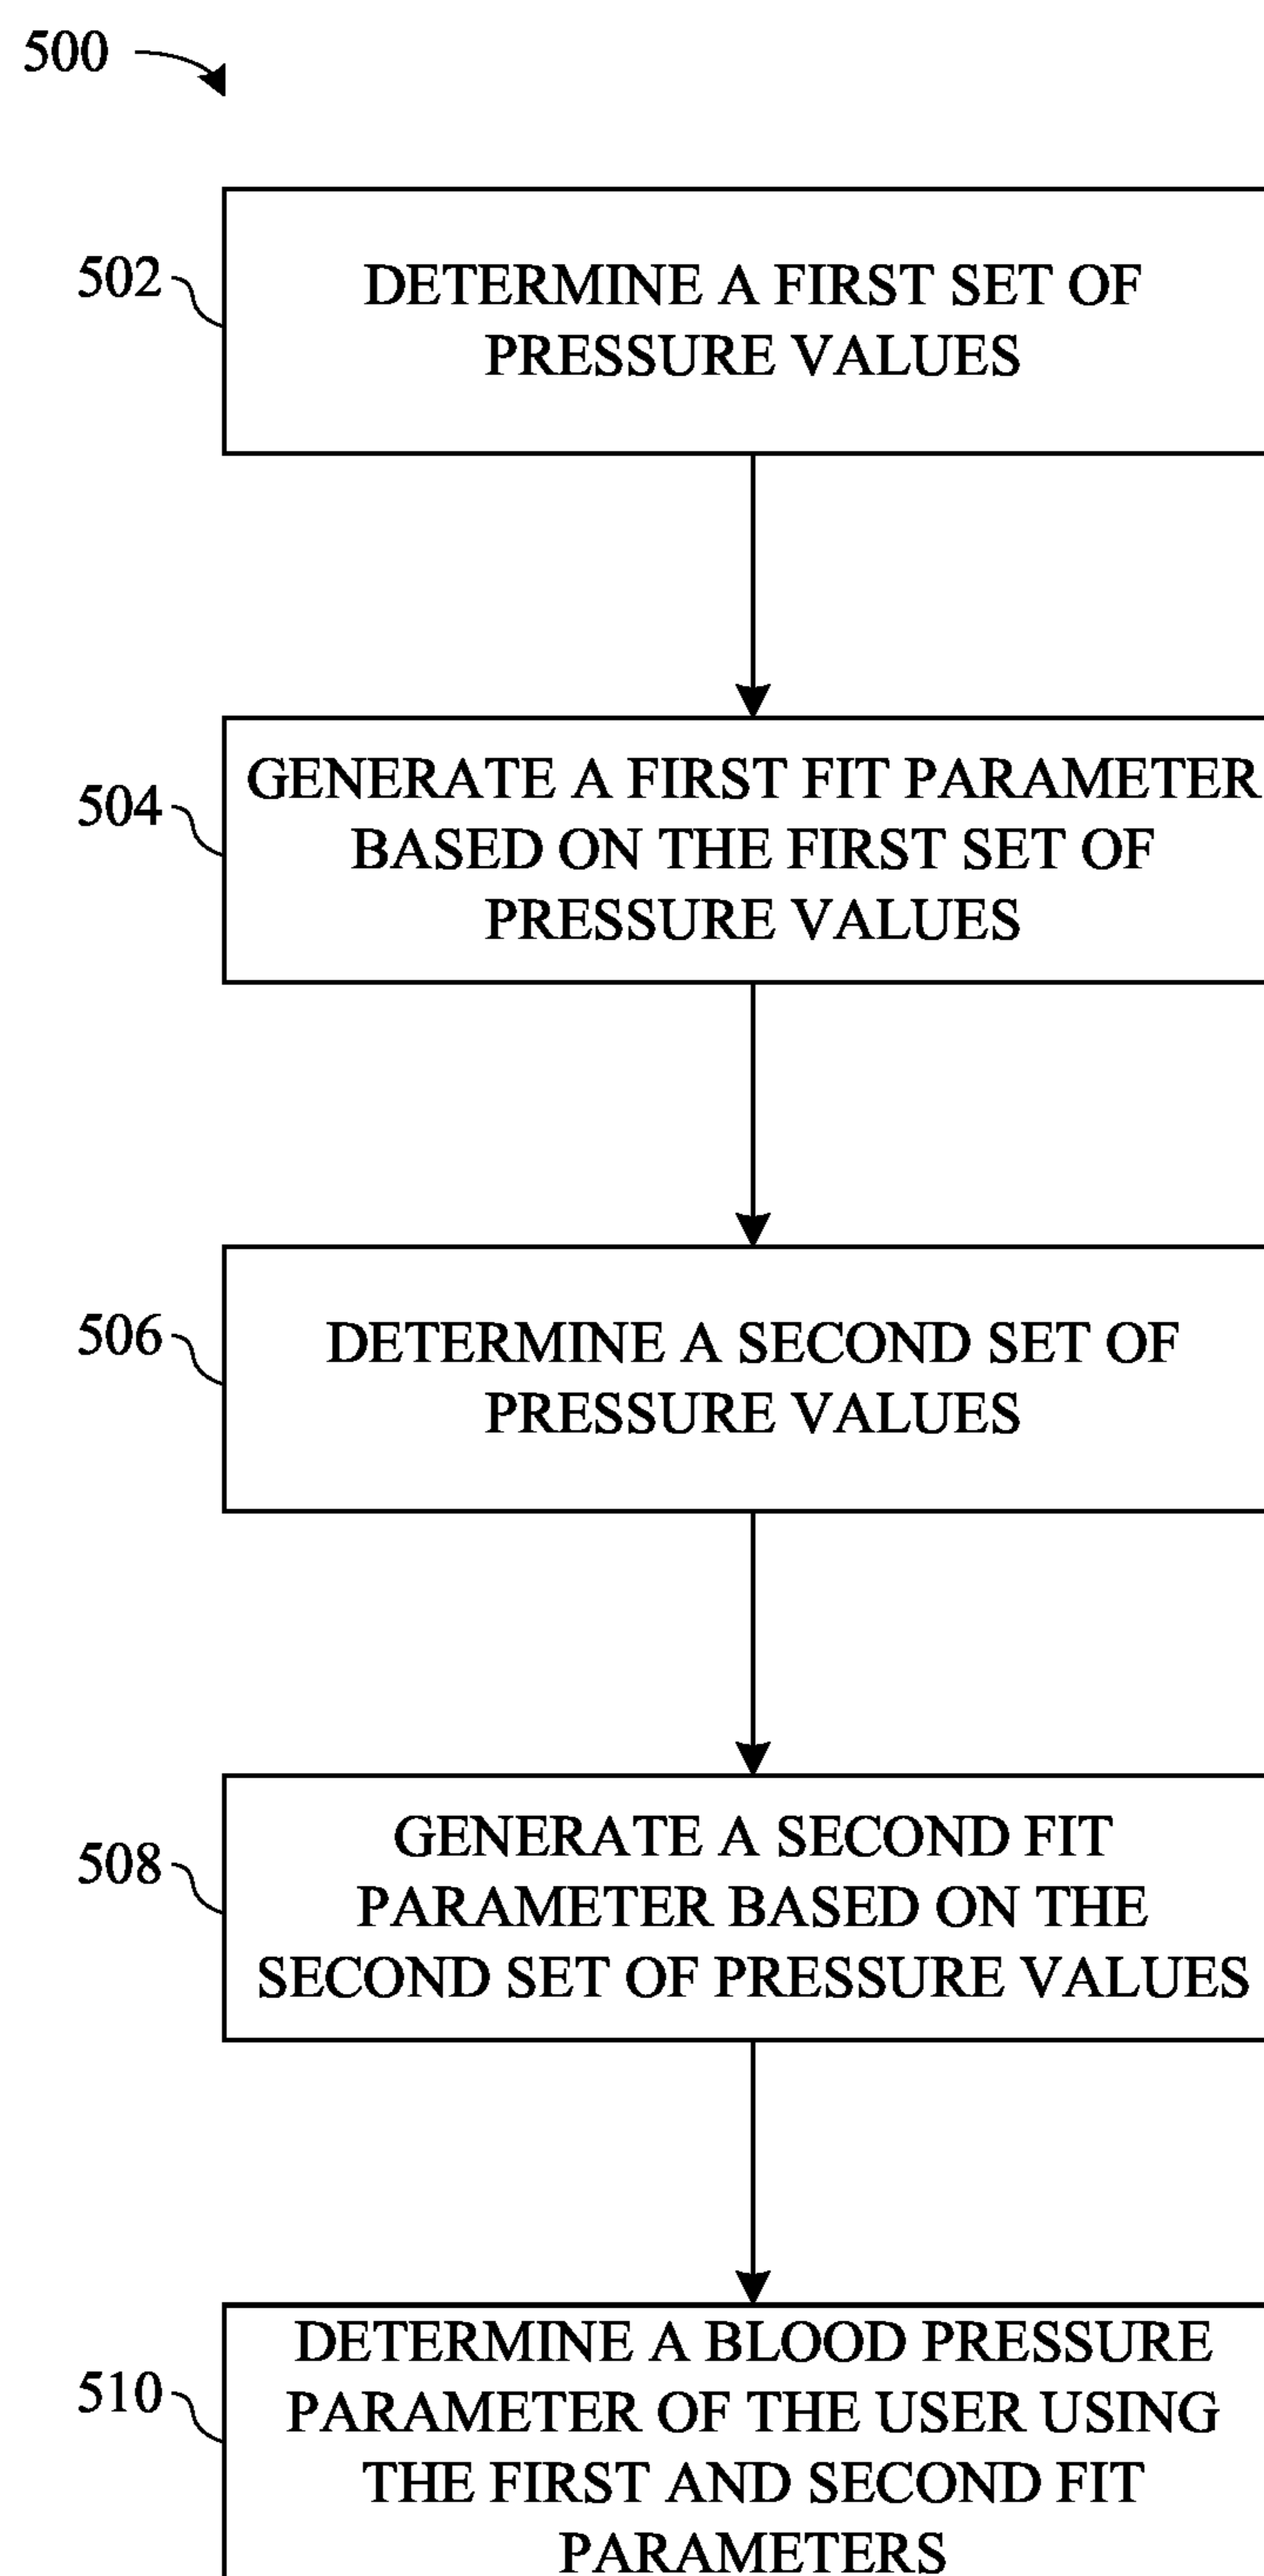 500
502
DETERMINE A FIRST SET OF
PRESSURE VALUES
504
GENERATE A FIRST FIT PARAMETER
BASED ON THE FIRST SET OF
PRESSURE VALUES
506
DETERMINE A SECOND SET OF
PRESSURE VALUES
508
GENERATE A SECOND FIT
PARAMETER BASED ON THE
SECOND SET OF PRESSURE VALUES
510
DETERMINE A BLOOD PRESSURE
PARAMETER OF THE USER USING
THE FIRST AND SECOND FIT
PARAMETERS